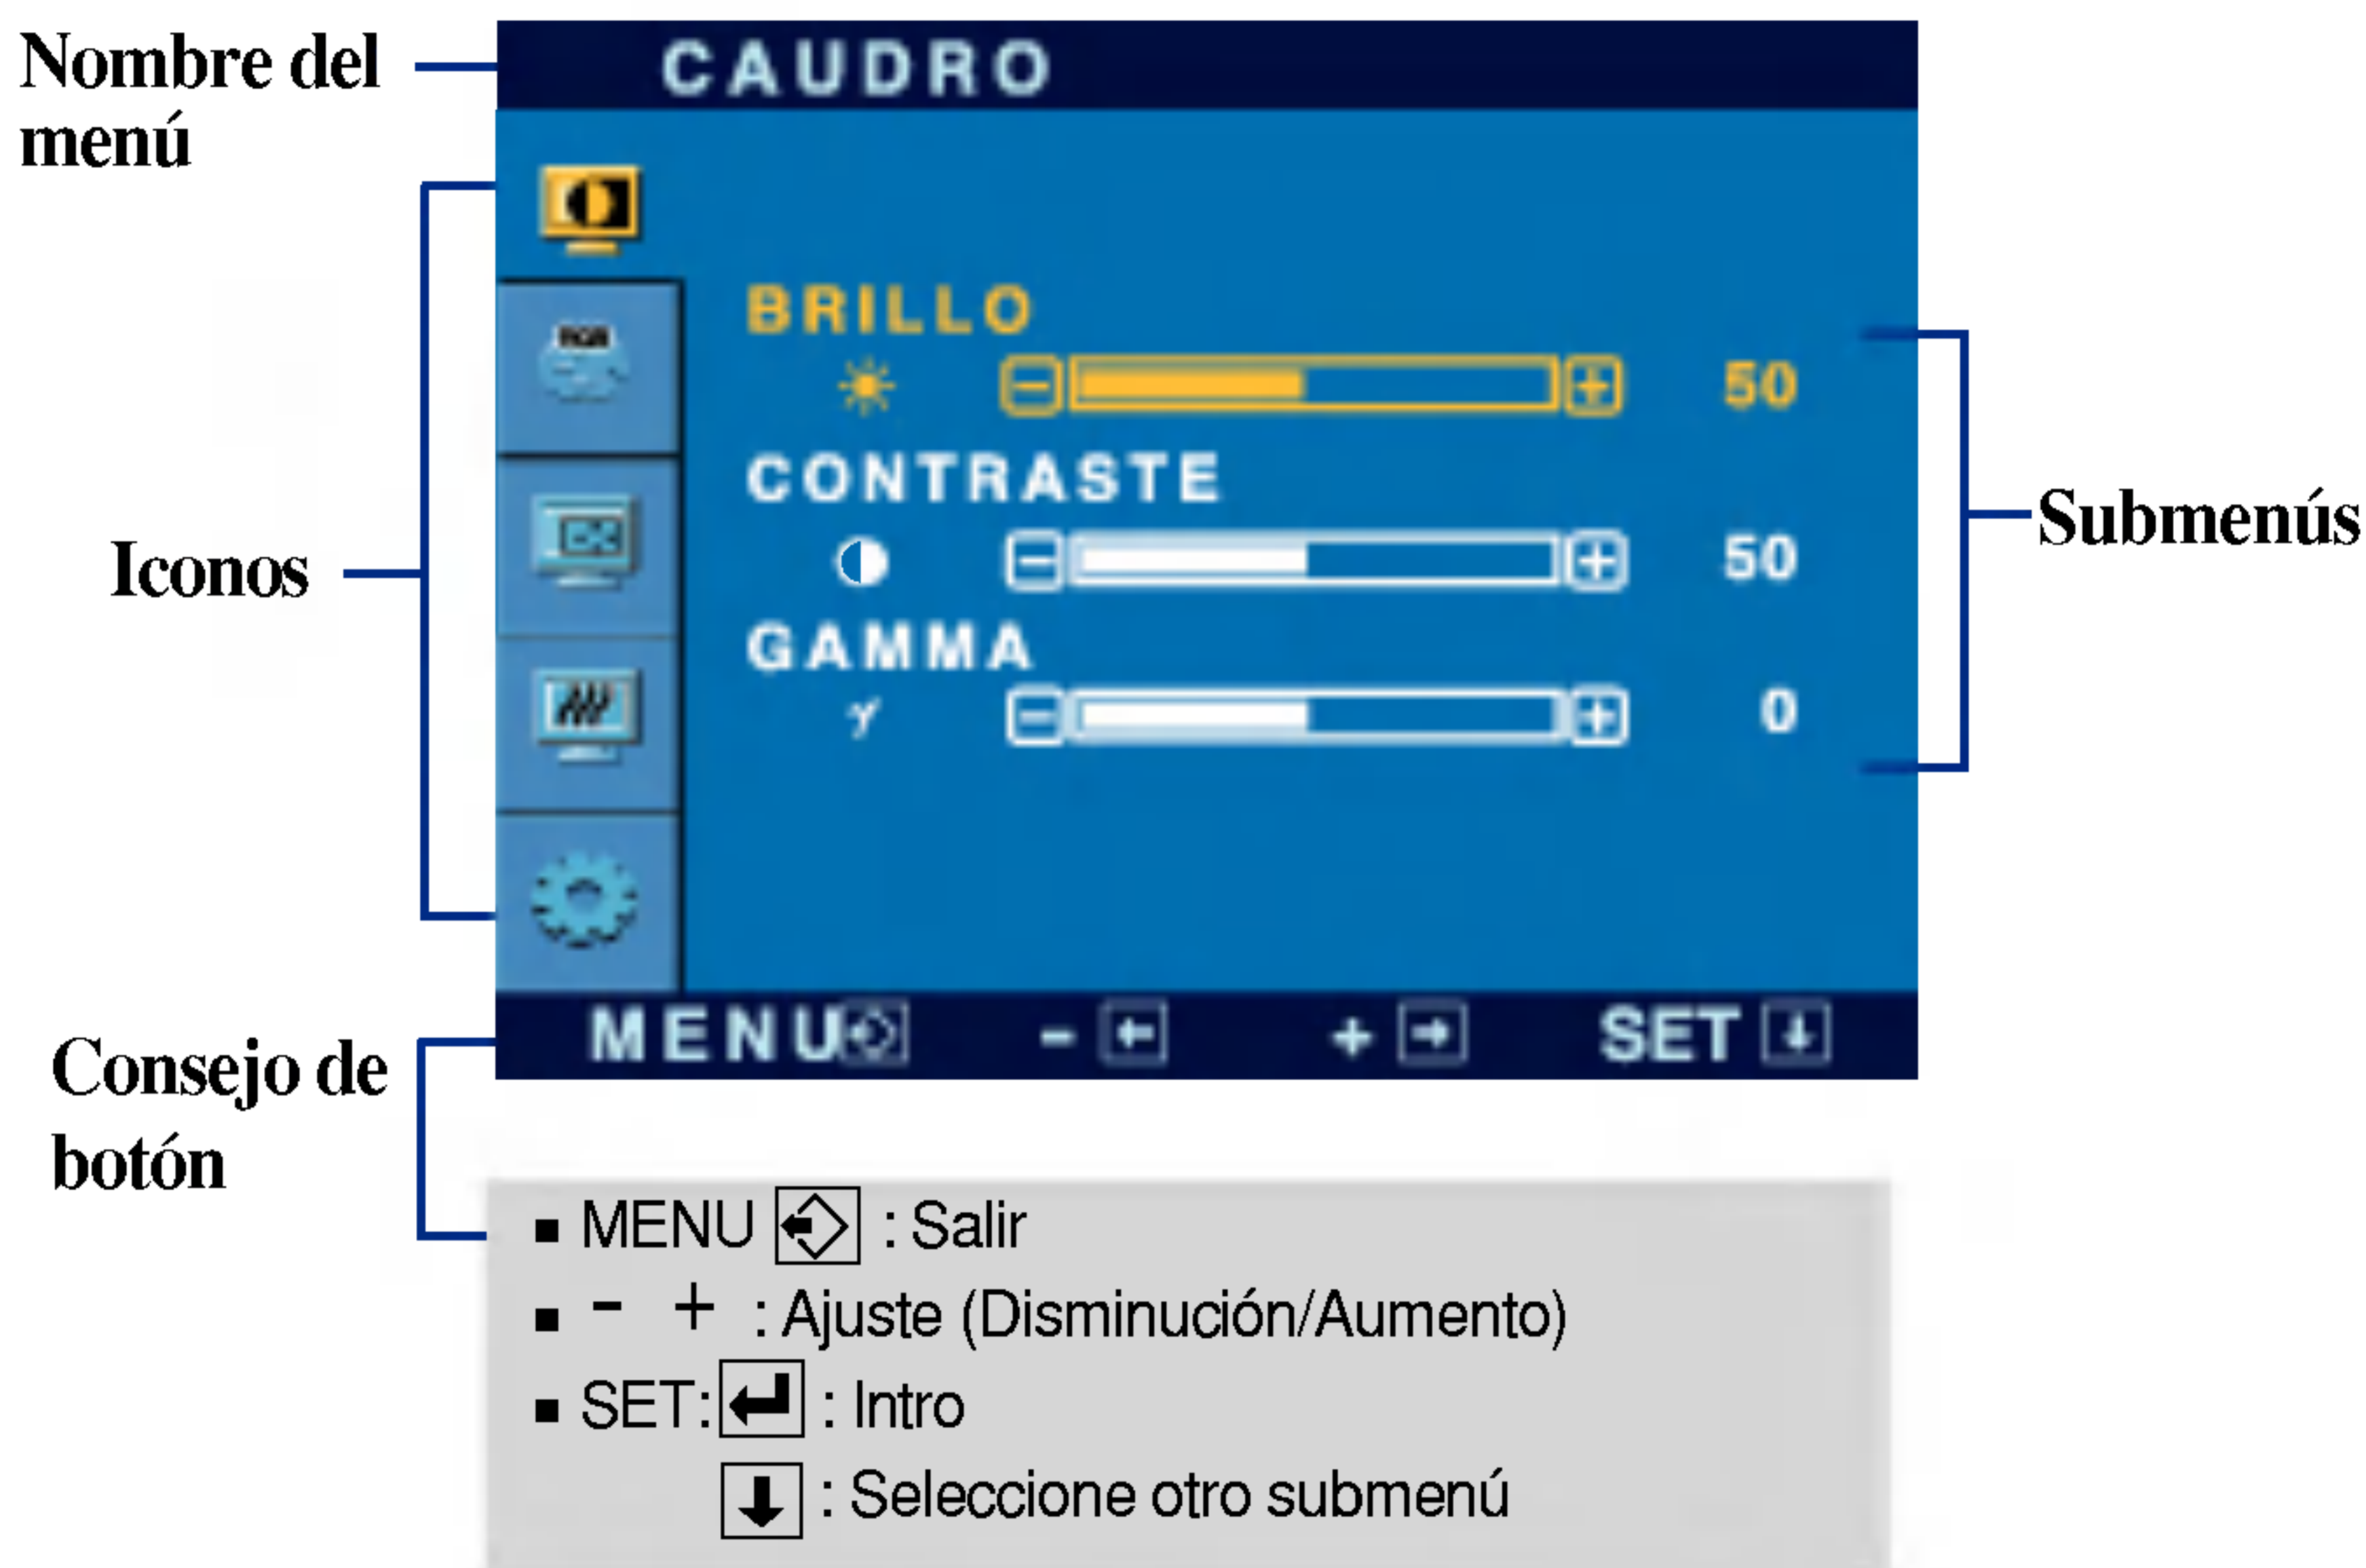 Nombre del
menú
CAUDRO
BRILLO
50
CONTRASTE
50
GAMMA
0
Iconos
Submenús
RGB
MENU - + SET
Consejo de
botón
▪ MENU : Salir
▪ - + : Ajuste (Disminución/Aumento)
▪ SET: : Intro
: Seleccione otro submenú